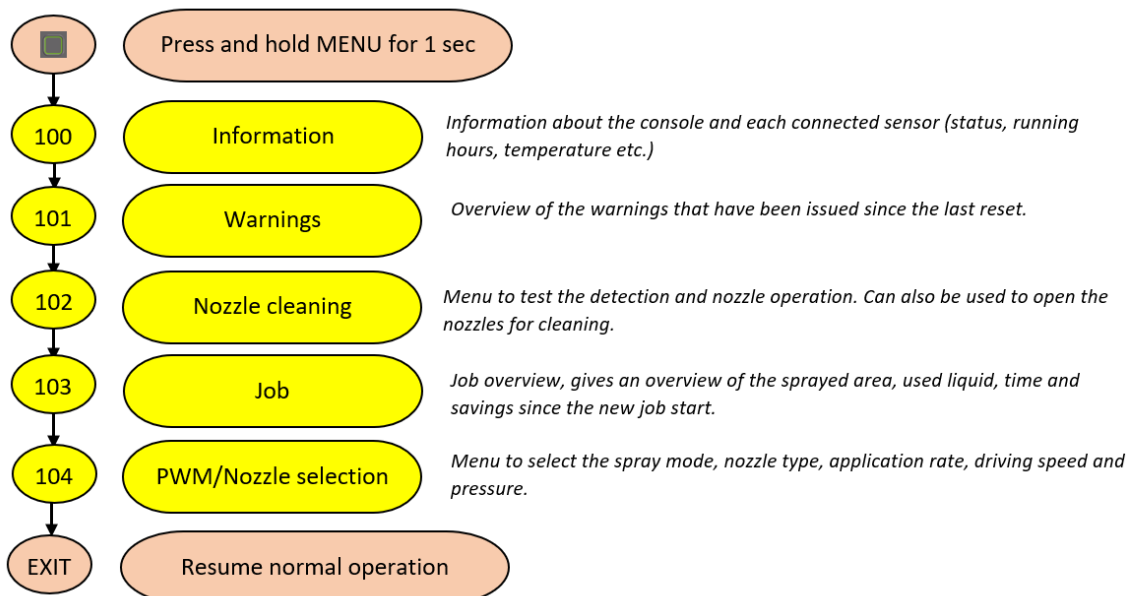 Press and hold MENU for 1 sec
100
Information
Information about the console and each connected sensor (status, running
hours, temperature etc.)
101
Warnings
Overview of the warnings that have been issued since the last reset.
102
Nozzle cleaning
Menu to test the detection and nozzle operation. Can also be used to open the
nozzles for cleaning.
103
Job
Job overview, gives an overview of the sprayed area, used liquid, time and
savings since the new job start.
104
PWM/Nozzle selection
Menu to select the spray mode, nozzle type, application rate, driving speed and
pressure.
EXIT
Resume normal operation